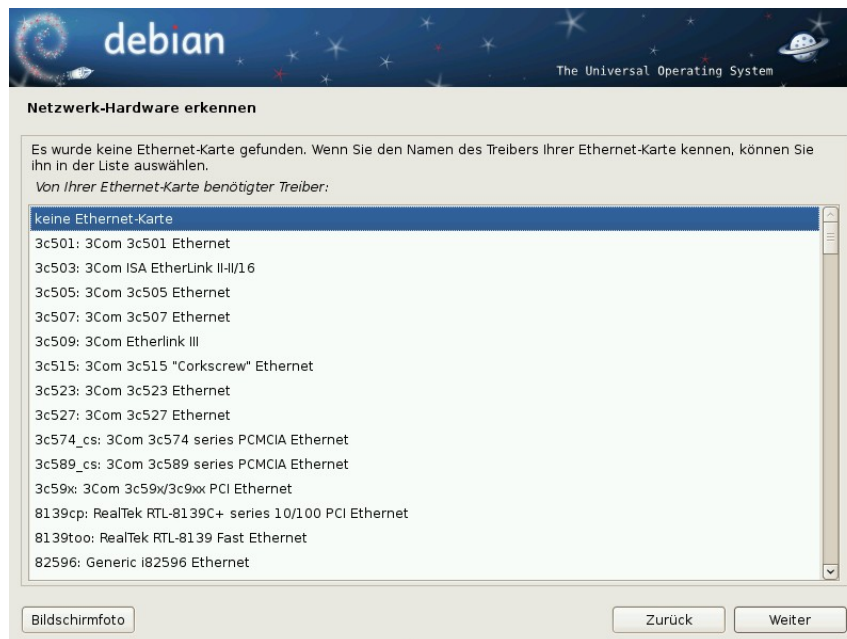 debian
The Universal Operating System
Netzwerk-Hardware erkennen
Es wurde keine Ethernet-Karte gefunden. Wenn Sie den Namen des Treibers Ihrer Ethernet-Karte kennen, können Sie
ihn in der Liste auswählen.
Von Ihrer Ethernet-Karte benötigter Treiber:
keine Ethernet-Karte
3c501: 3Com 3c501 Ethernet
3c503: 3Com ISA EtherLink II-II/16
3c505: 3Com 3c505 Ethernet
3c507: 3Com 3c507 Ethernet
3c509: 3Com Etherlink III
3c515: 3Com 3c515 "Corkscrew" Ethernet
3c523: 3Com 3c523 Ethernet
3c527: 3Com 3c527 Ethernet
3c574_cs: 3Com 3c574 series PCMCIA Ethernet
3c589_cs: 3Com 3c589 series PCMCIA Ethernet
3c59x: 3Com 3c59x/3c9xx PCI Ethernet
8139cp: RealTek RTL-8139C+ series 10/100 PCI Ethernet
8139too: RealTek RTL-8139 Fast Ethernet
82596: Generic i82596 Ethernet
Bildschirmfoto
Zurück
Weiter